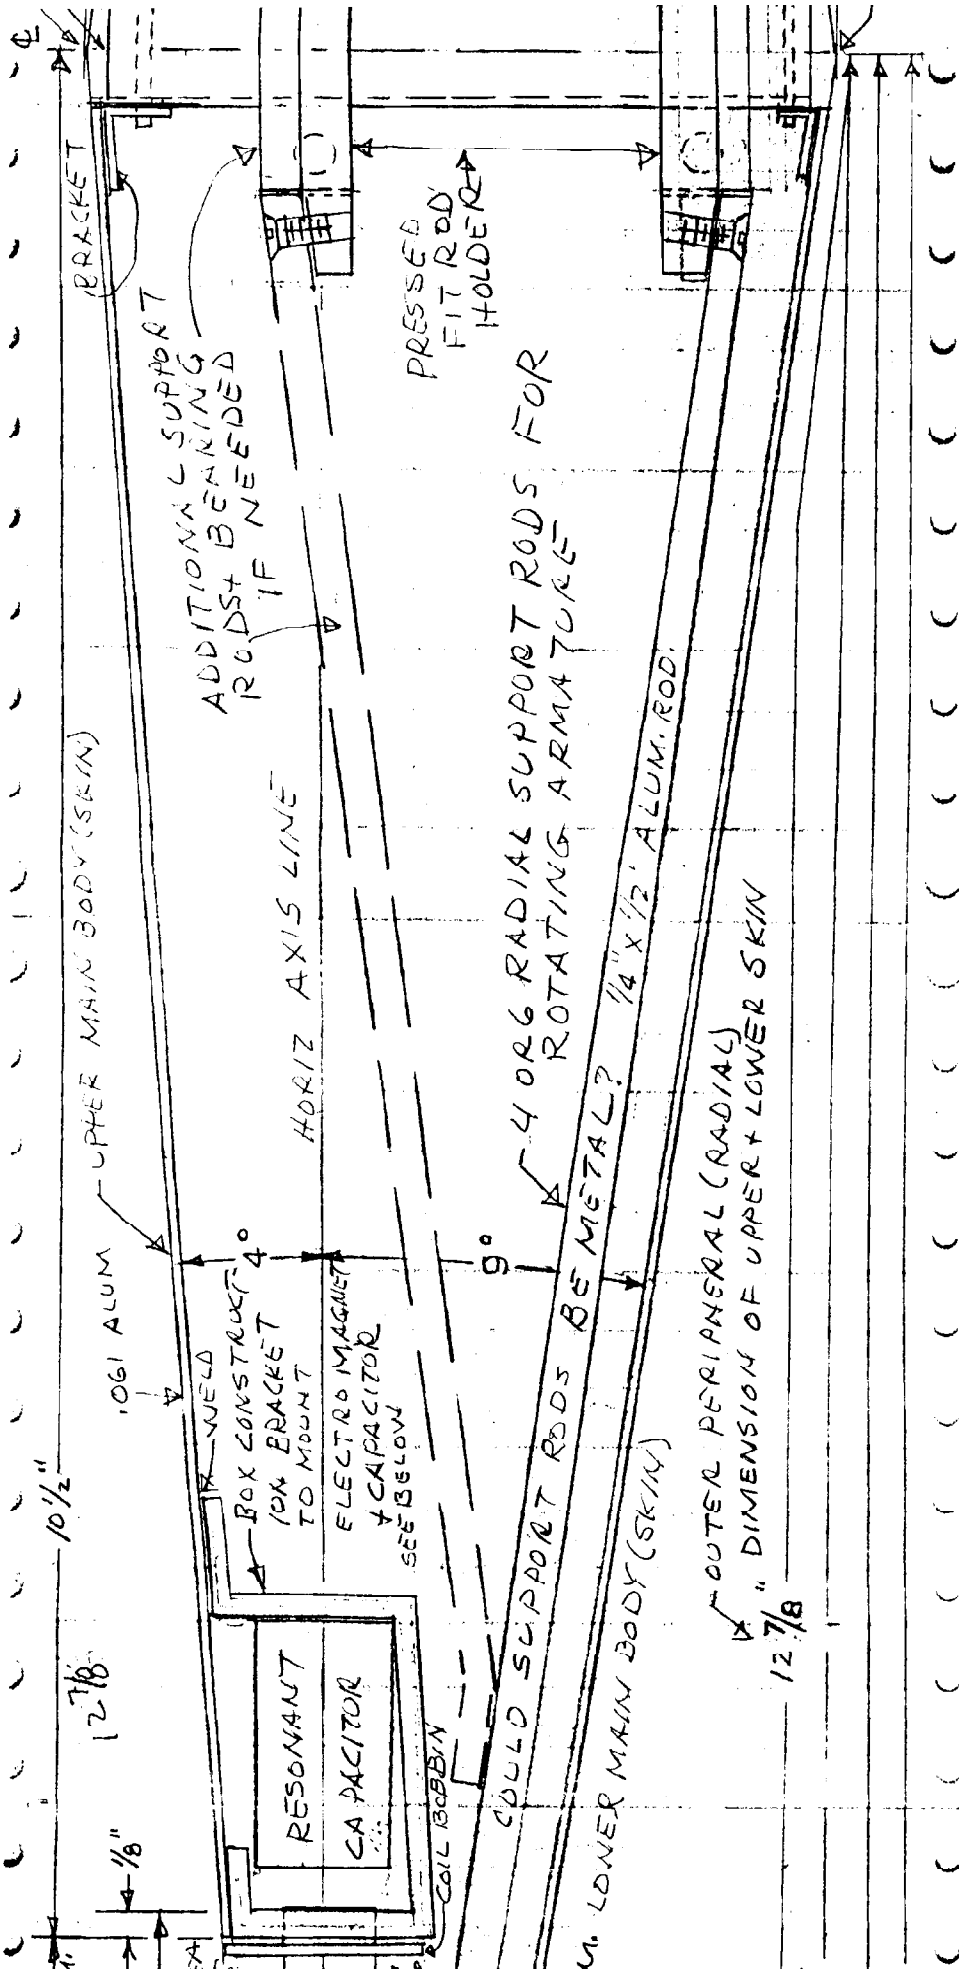 ℄
BRACKET
ADDITIONAL SUPPORT
RODS + BEARING
IF NEEDED
PRESSED
FIT ROD
HOLDER
UPPER MAIN BODY (SKIN)
.061 ALUM
HORIZ AXIS LINE
4 OR 6 RADIAL SUPPORT RODS FOR
ROTATING ARMATURE
COULD SUPPORT RODS BE METAL? 1/4" x 1/2" ALUM. ROD.
4°
9°
WELD
BOX CONSTRUCT-
ION BRACKET
TO MOUNT
ELECTRO MAGNET
+ CAPACITOR
SEE BELOW
10 1/2"
12 7/8"
1/8"
RESONANT
CAPACITOR
COIL BOBBIN
OUTER PERIPHERAL (RADIAL)
DIMENSION OF UPPER + LOWER SKIN
12 7/8"
M. LOWER MAIN BODY (SKIN)